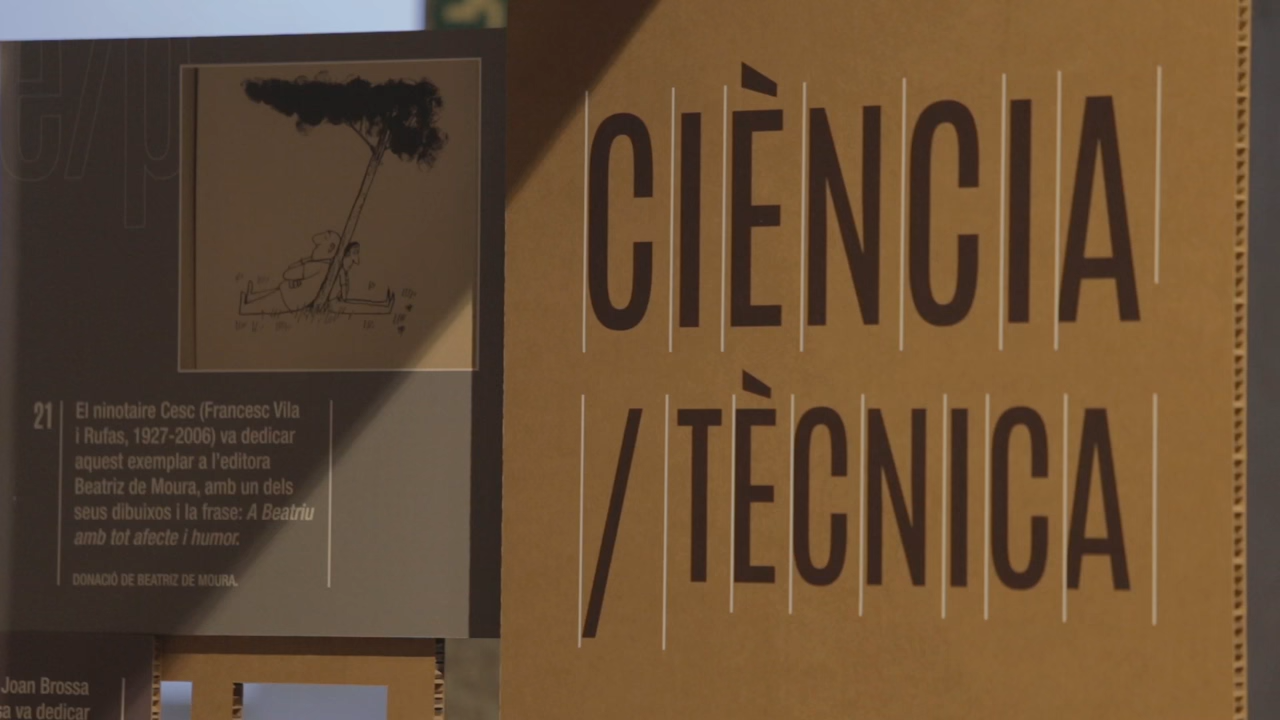 21
El ninotaire Cesc (Francesc Vila
i Rufas, 1927-2006) va dedicar
aquest exemplar a l'editora
Beatriz de Moura, amb un dels
seus dibuixos i la frase: A Beatriu
amb tot afecte i humor.
DONACIÓ DE BEATRIZ DE MOURA.
Joan Brossa
va dedicar
CIÈNCIA
/TÈCNICA